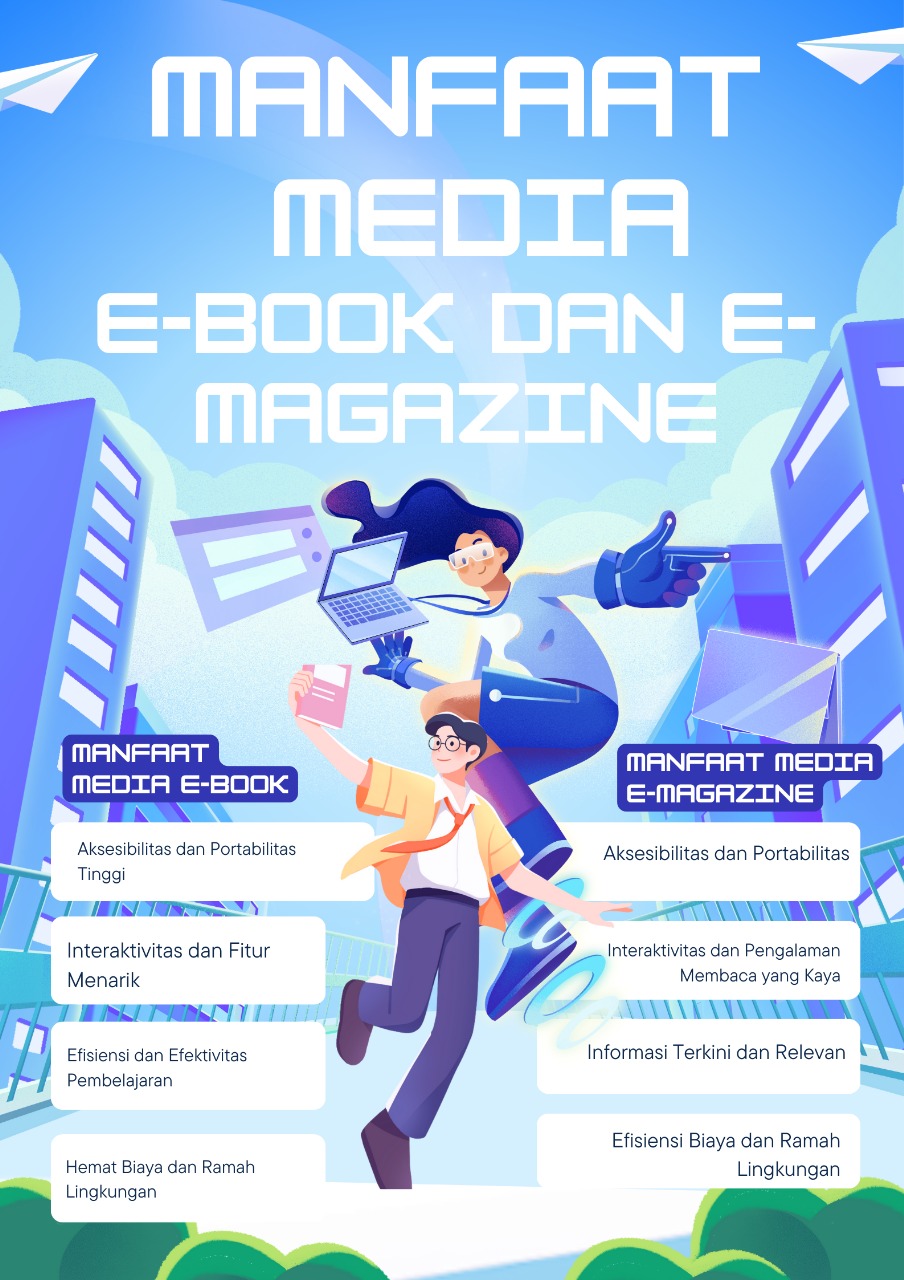 MANFAAT
MEDIA
E-BOOK DAN E-
MAGAZINE
MANFAAT
MEDIA E-BOOK
Aksesibilitas dan Portabilitas
Tinggi
Interaktivitas dan Fitur
Menarik
Efisiensi dan Efektivitas
Pembelajaran
Hemat Biaya dan Ramah
Lingkungan
MANFAAT MEDIA
E-MAGAZINE
Aksesibilitas dan Portabilitas
Interaktivitas dan Pengalaman
Membaca yang Kaya
Informasi Terkini dan Relevan
Efisiensi Biaya dan Ramah
Lingkungan